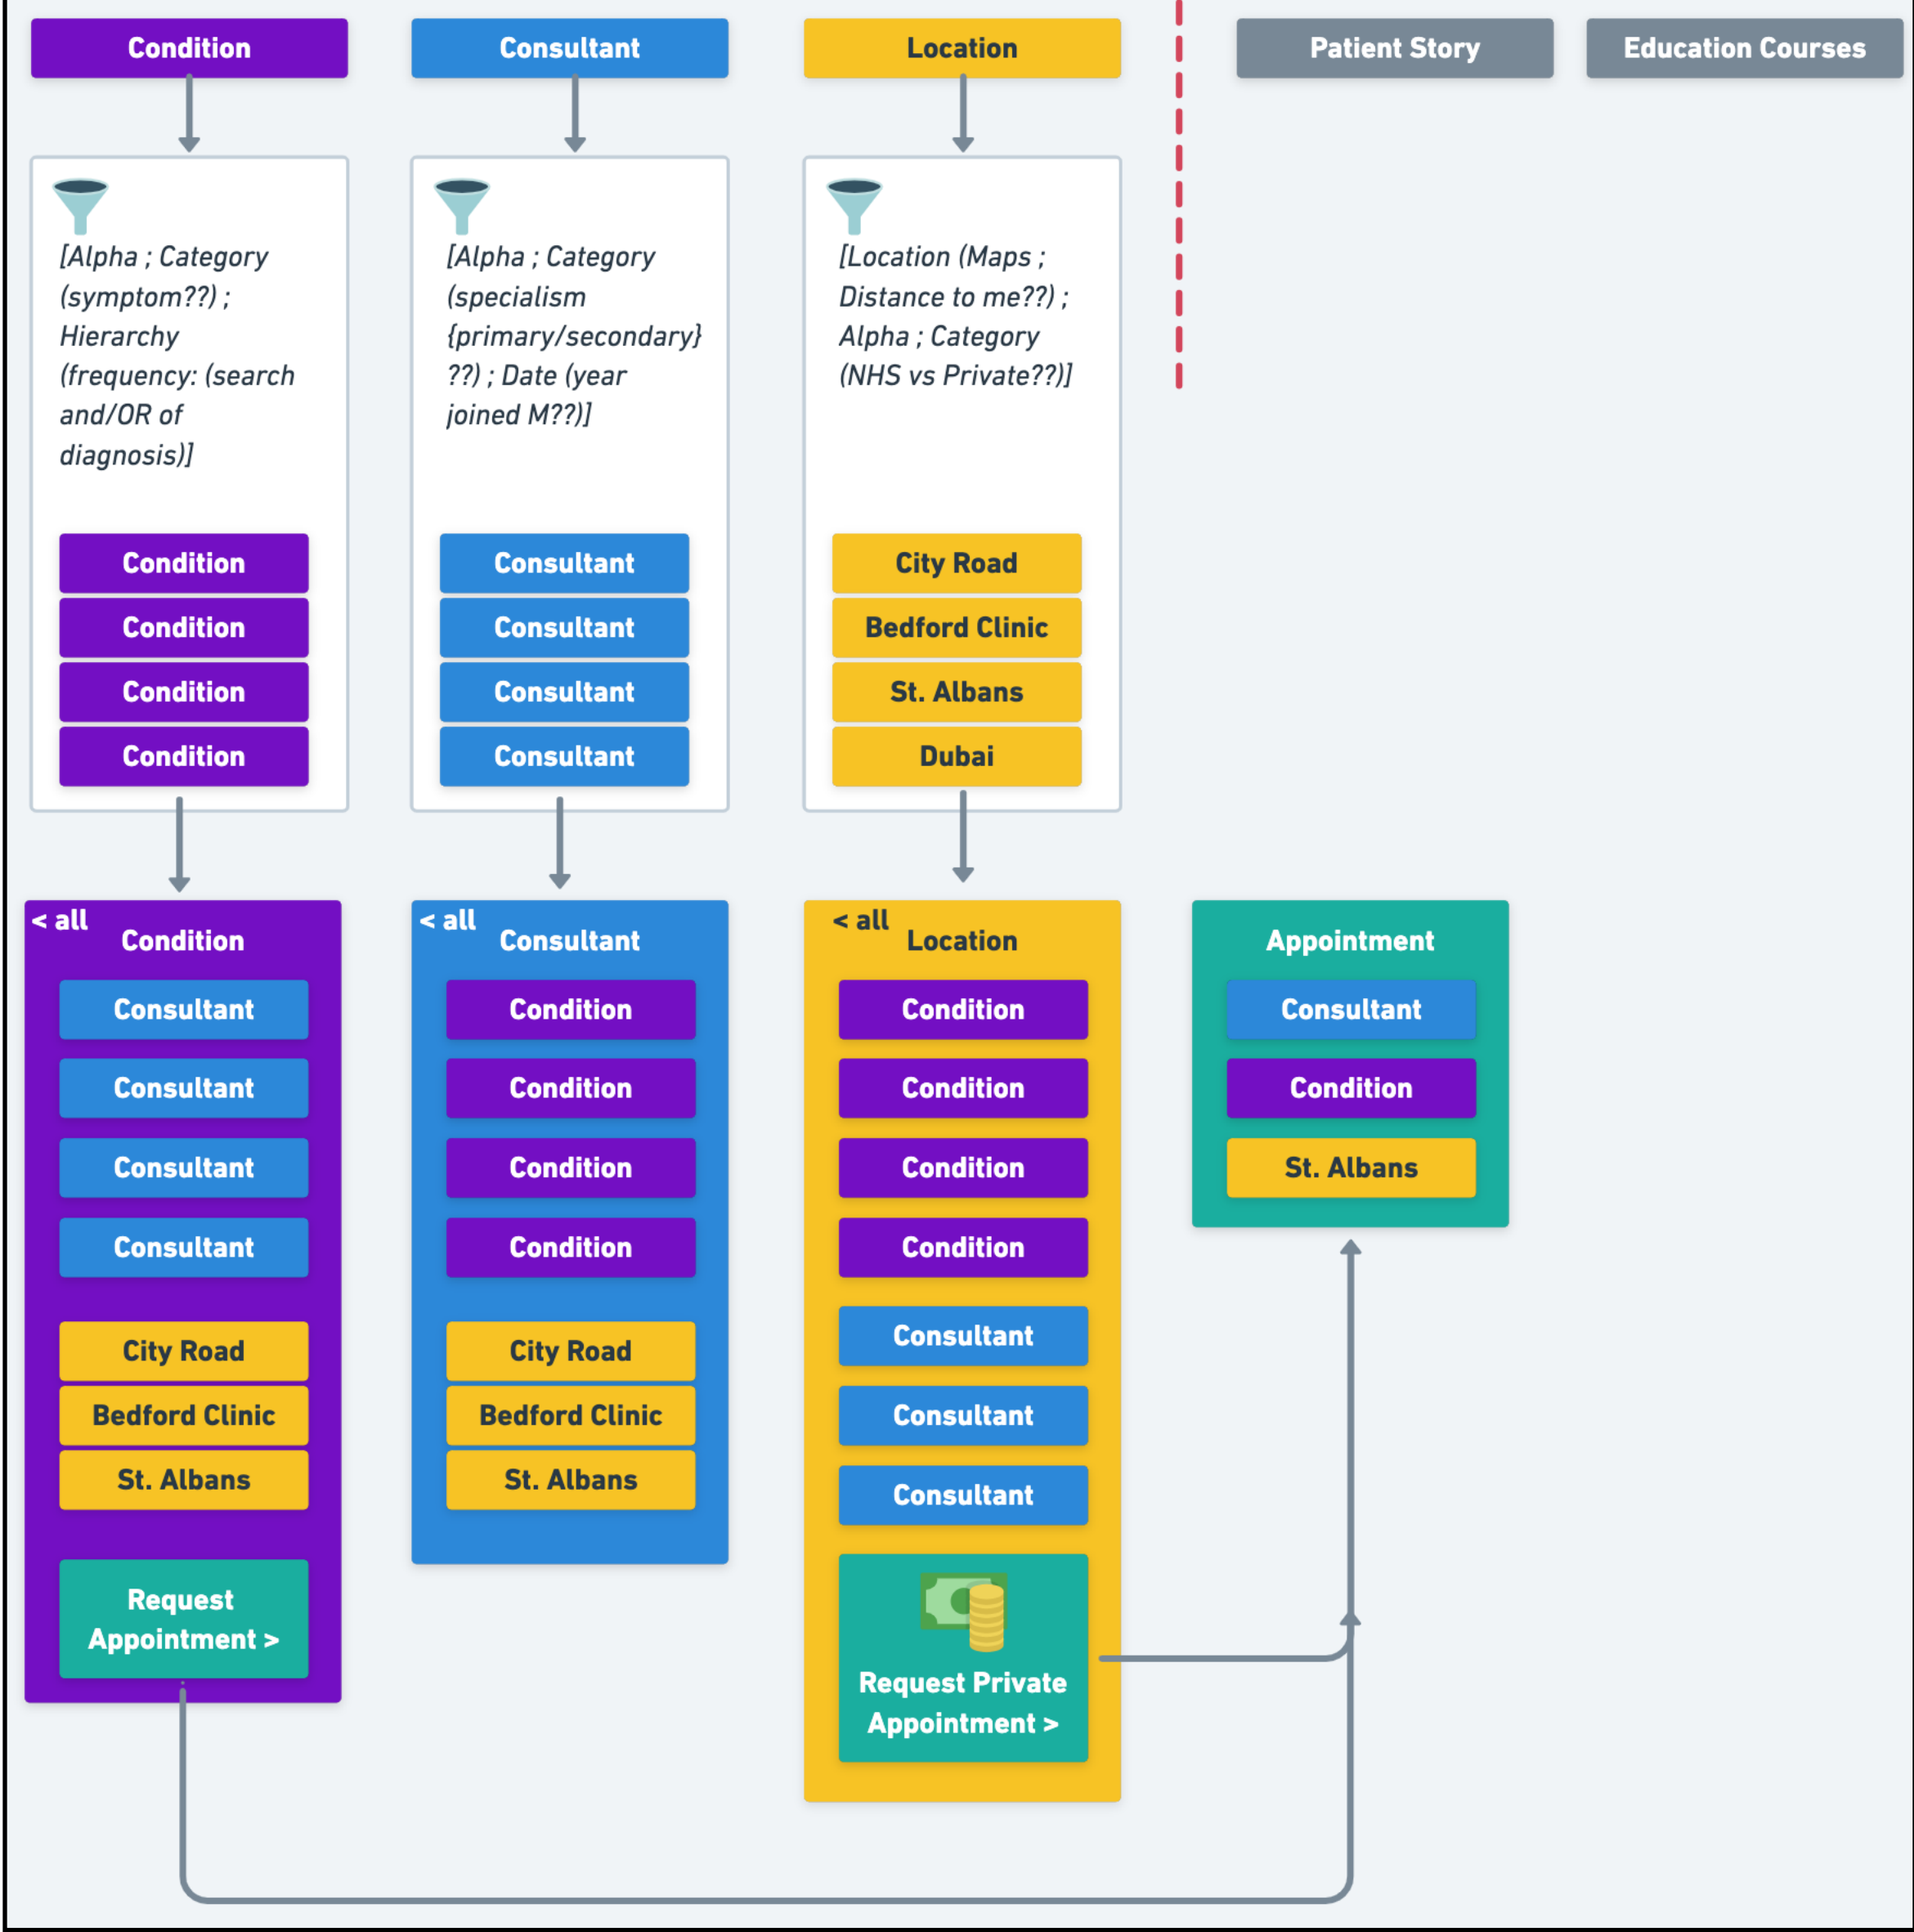 Condition
Consultant
Location
Patient Story
Education Courses
[Alpha ; Category
(symptom??) ;
Hierarchy
(frequency: (search
and/OR of
diagnosis)]
[Alpha ; Category
(specialism
{primary/secondary}
??) ; Date (year
joined M??)]
[Location (Maps ;
Distance to me??) ;
Alpha ; Category
(NHS vs Private??)]
Condition
Condition
Condition
Condition
Consultant
Consultant
Consultant
Consultant
City Road
Bedford Clinic
St. Albans
Dubai
< all
Condition
Consultant
Consultant
Consultant
Consultant
City Road
Bedford Clinic
St. Albans
Request
Appointment >
< all
Consultant
Condition
Condition
Condition
Condition
City Road
Bedford Clinic
St. Albans
< all
Location
Condition
Condition
Condition
Condition
Consultant
Consultant
Consultant
Request Private
Appointment >
Appointment
Consultant
Condition
St. Albans